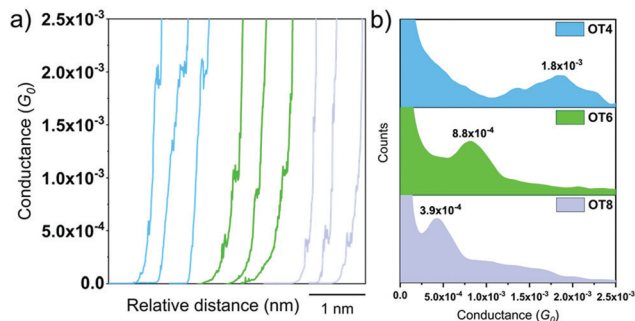 a)
Conductance (G₀)
2.5x10⁻³
2.0x10⁻³
1.5x10⁻³
1.0x10⁻³
5.0x10⁻⁴
0.0
Relative distance (nm)
1 nm
b)
Counts
OT4
1.8x10⁻³
OT6
8.8x10⁻⁴
OT8
3.9x10⁻⁴
0.0 5.0x10⁻⁴ 1.0x10⁻³ 1.5x10⁻³ 2.0x10⁻³ 2.5x10⁻³
Conductance (G₀)